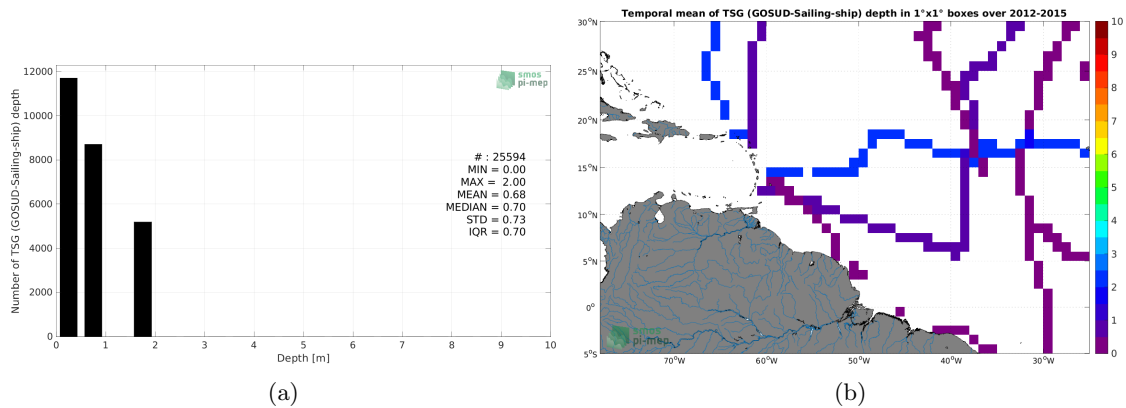 12000
10000
8000
6000
4000
2000
0
Number of TSG (GOSUD-Sailing-ship) depth
smos
pi-mep
# : 25594
MIN = 0.00
MAX = 2.00
MEAN = 0.68
MEDIAN = 0.70
STD = 0.73
IQR = 0.70
0 1 2 3 4 5 6 7 8 9 10
Depth [m]
(a)
Temporal mean of TSG (GOSUD-Sailing-ship) depth in 1°x1° boxes over 2012-2015
30°N
25°N
20°N
15°N
10°N
5°N
0°
5°S
70°W 60°W 50°W 40°W 30°W
smos
pi-mep
10
9
8
7
6
5
4
3
2
1
0
(b)